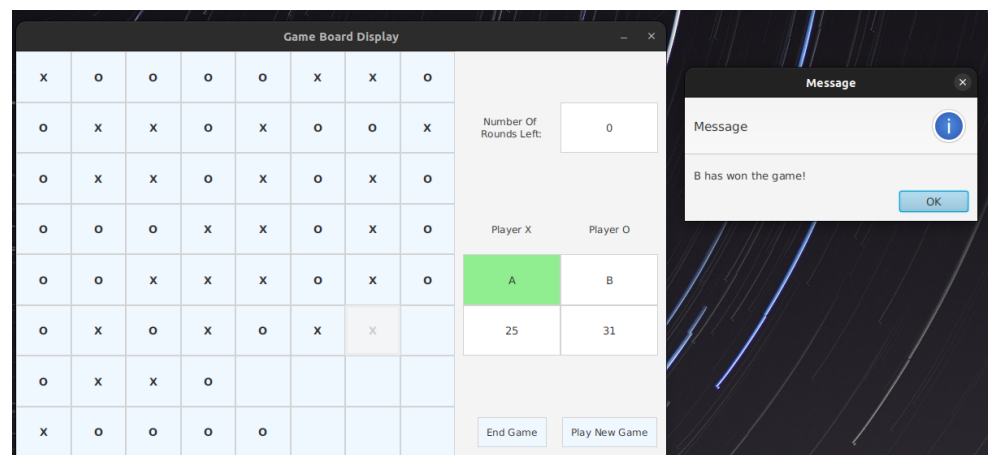 Game Board Display
X O O O O X X O
O X X O X O O X
Number Of
Rounds Left:
0
O X X O X O X O
O O O X X O X O
Player X
Player O
O O X X X O X O
A
B
O X O X O X X
25
31
O X X O
X O O O O
End Game
Play New Game
Message
Message
i
B has won the game!
OK